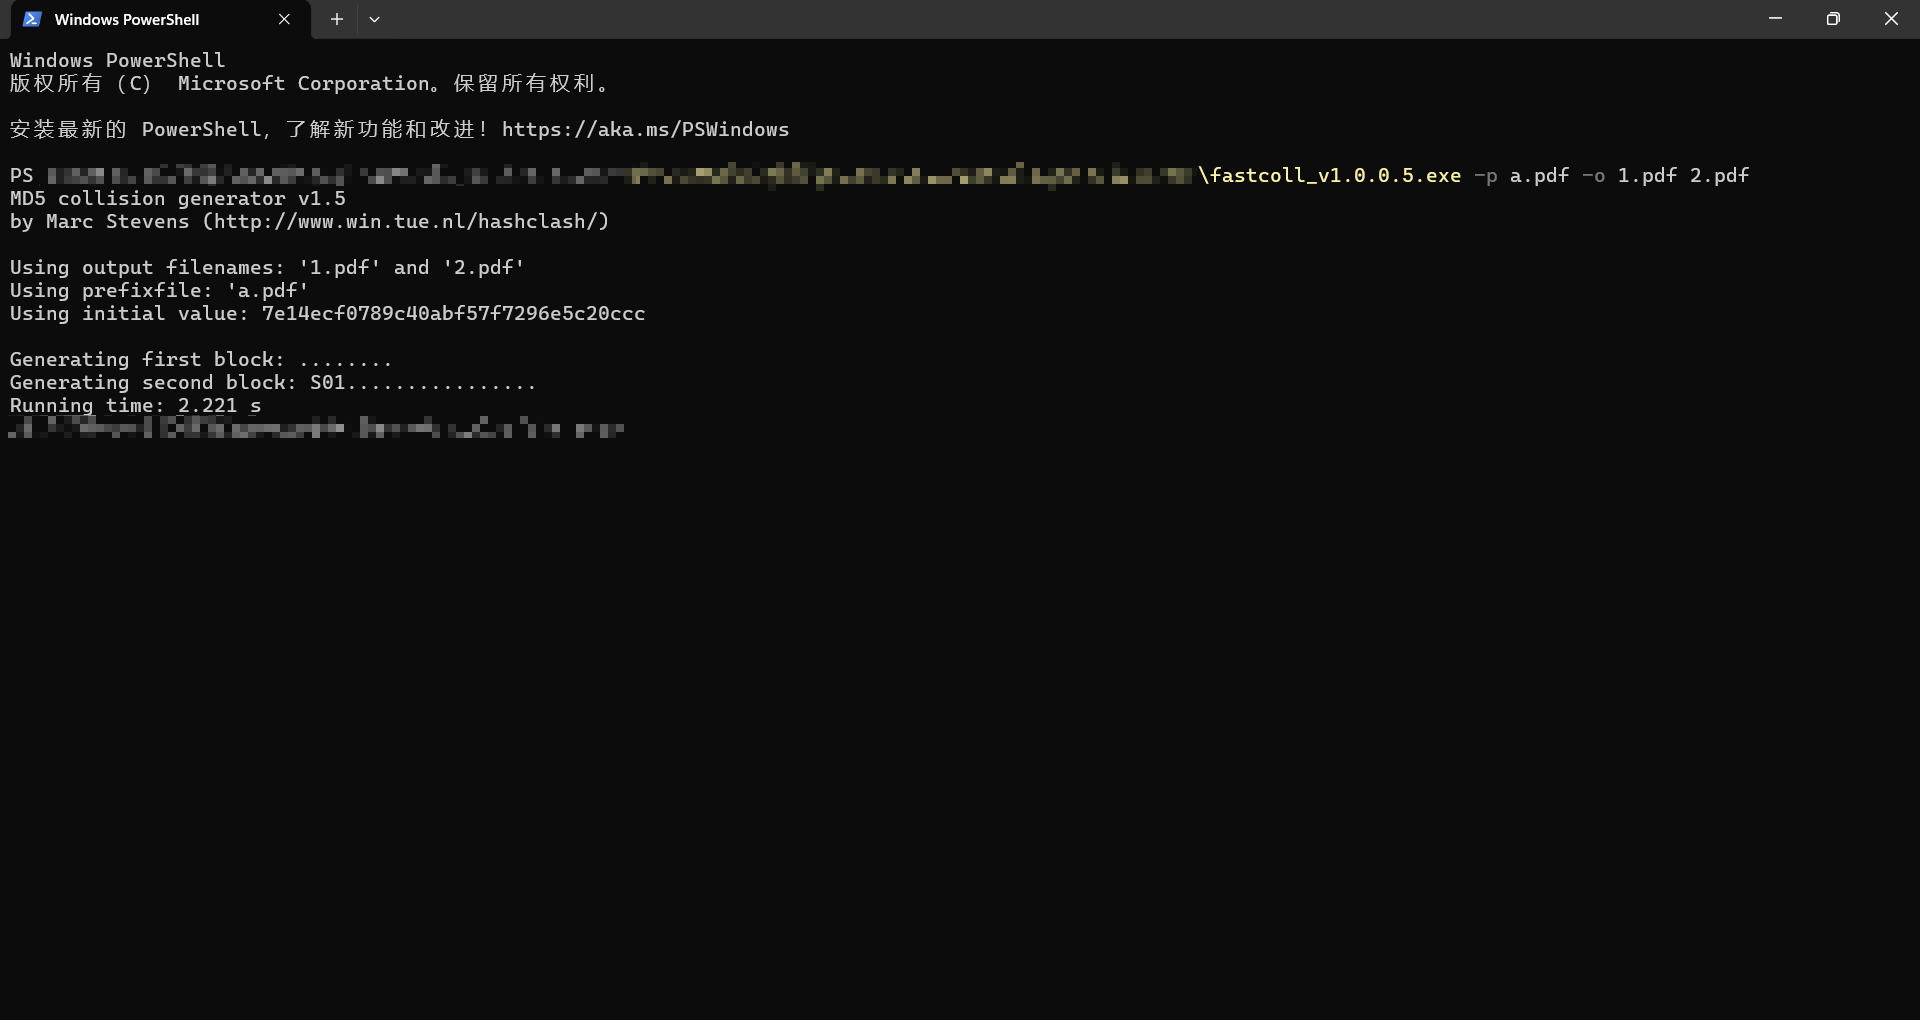 Windows PowerShell
Windows PowerShell
版权所有 (C)  Microsoft Corporation。保留所有权利。
安装最新的 PowerShell，了解新功能和改进！https://aka.ms/PSWindows
PS \fastcoll_v1.0.0.5.exe -p a.pdf -o 1.pdf 2.pdf
MD5 collision generator v1.5
by Marc Stevens (http://www.win.tue.nl/hashclash/)
Using output filenames: '1.pdf' and '2.pdf'
Using prefixfile: 'a.pdf'
Using initial value: 7e14ecf0789c40abf57f7296e5c20ccc
Generating first block: ........
Generating second block: S01................
Running time: 2.221 s